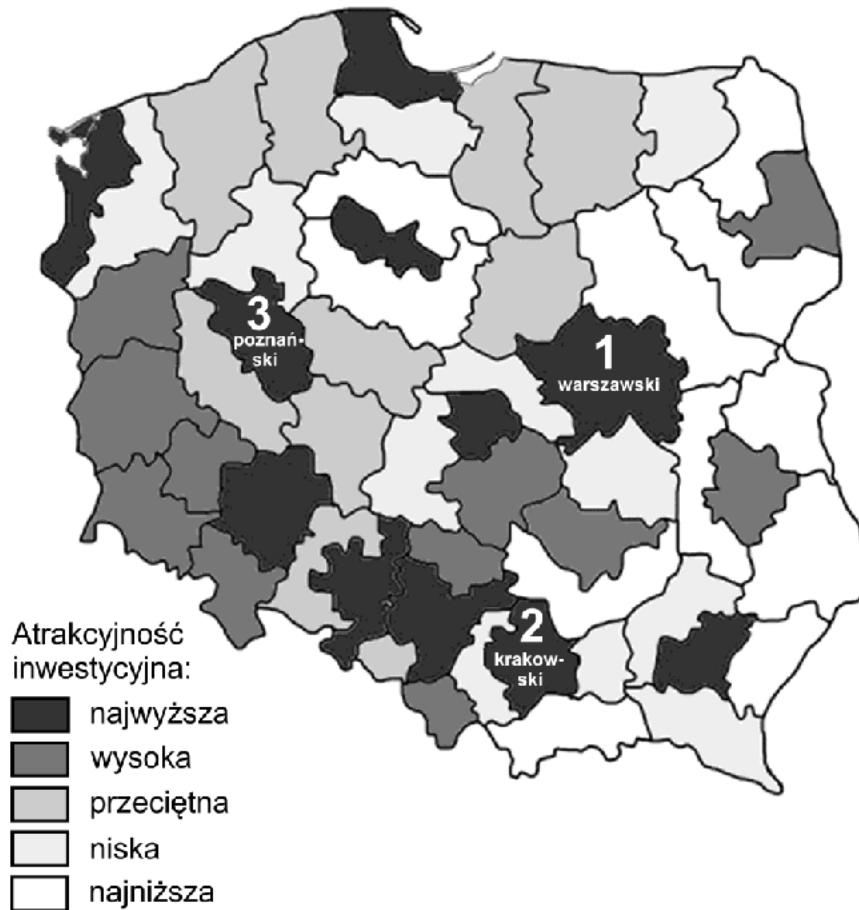 3
poznań-
ski
1
warszawski
2
krakow-
ski
Atrakcyjność
inwestycyjna:
najwyższa
wysoka
przeciętna
niska
najniższa